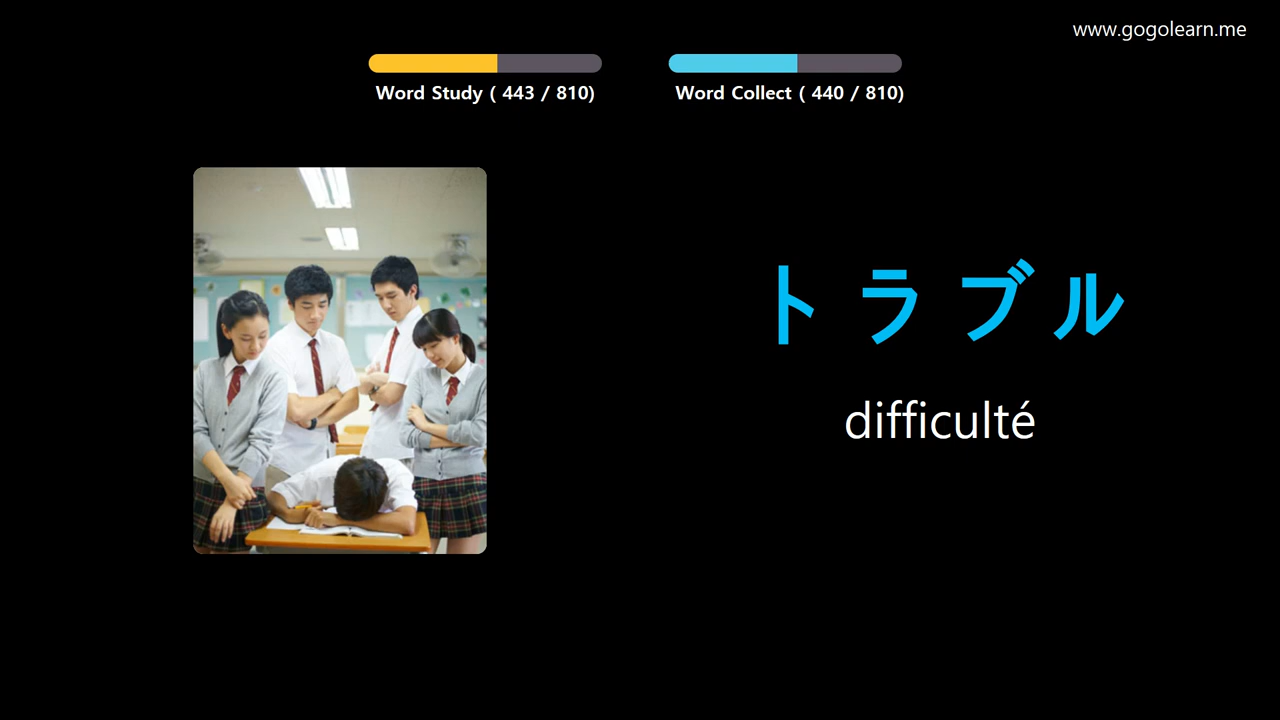 www.gogolearn.me
Word Study ( 443 / 810)
Word Collect ( 440 / 810)
トラブル
difficulté